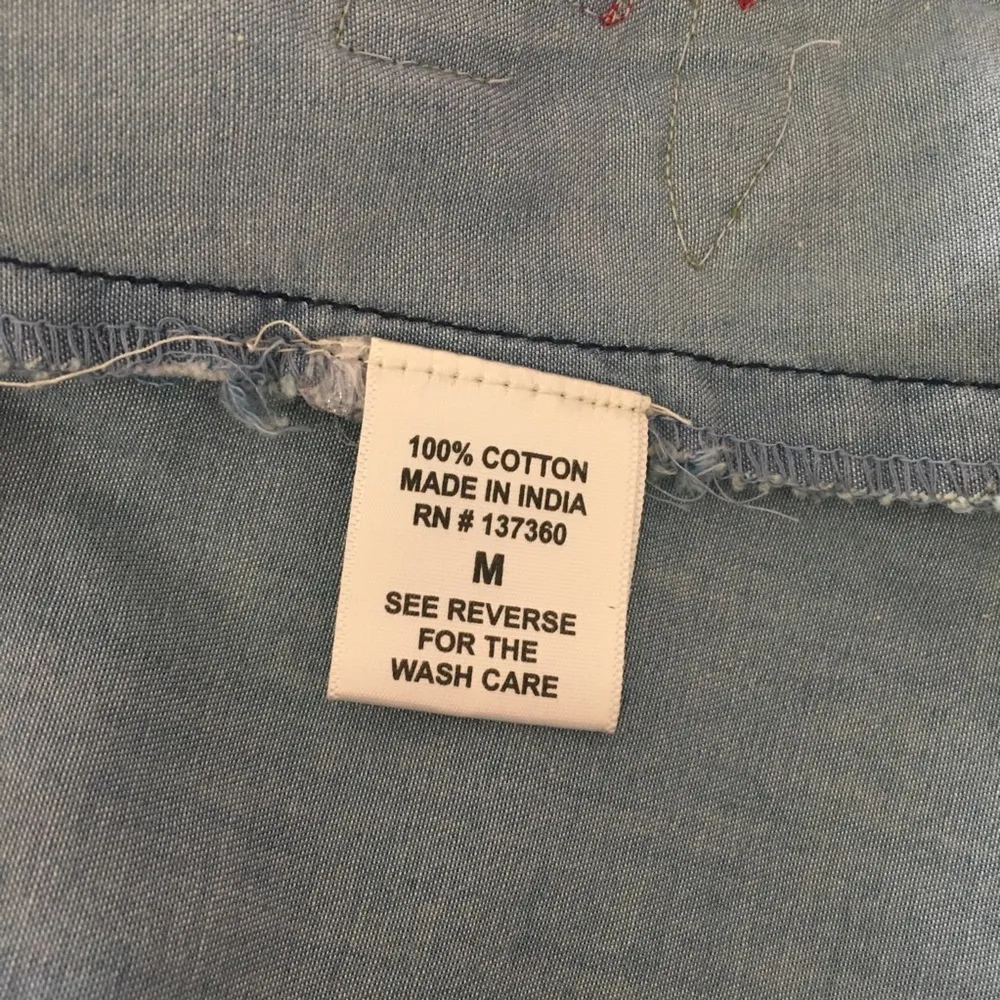 100% COTTON
MADE IN INDIA
RN # 137360
M
SEE REVERSE
FOR THE
WASH CARE